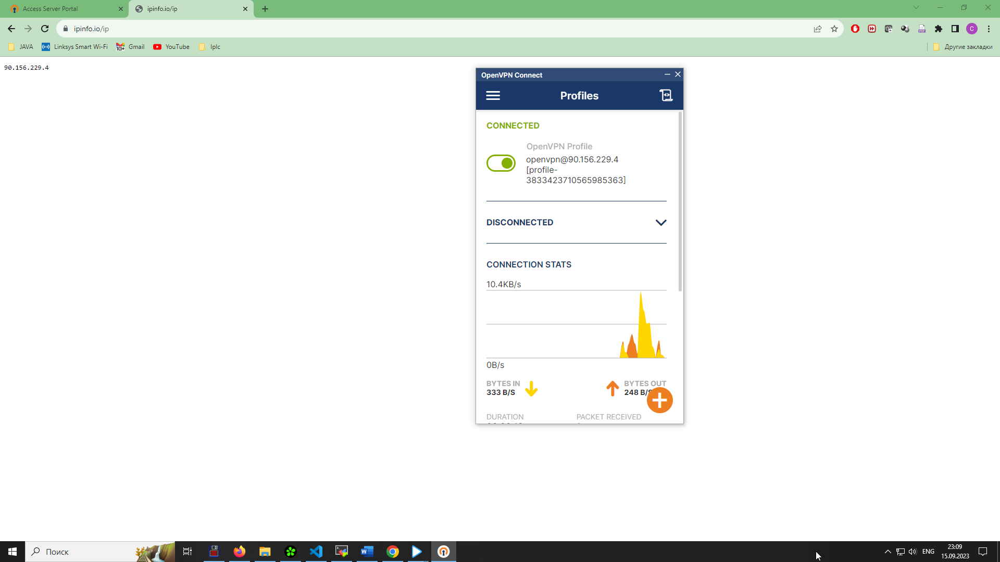 Access Server Portal
ipinfo.io/ip
ipinfo.io/ip
C
JAVA
Linksys Smart Wi-Fi
100+
Gmail
YouTube
Iplc
Другие закладки
90.156.229.4
OpenVPN Connect
Profiles
CONNECTED
OpenVPN Profile
openvpn@90.156.229.4
[profile-
3833423710565985363]
DISCONNECTED
CONNECTION STATS
10.4KB/s
0B/s
BYTES IN
333 B/S
BYTES OUT
248 B/S
DURATION
PACKET RECEIVED
Поиск
ENG
23:09
15.09.2023